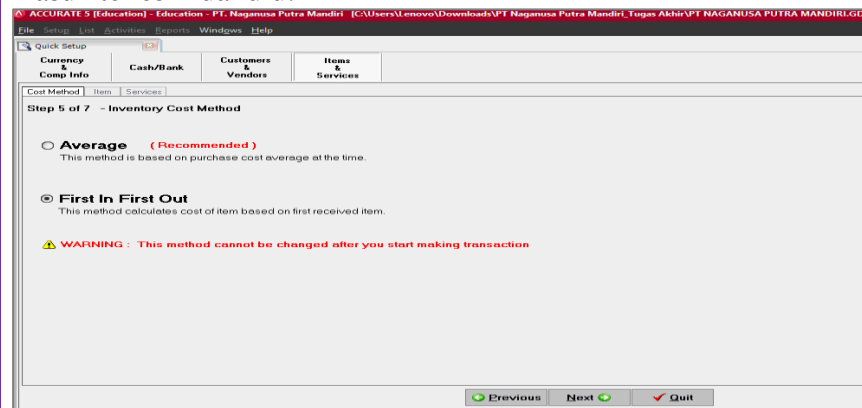 ACCURATE 5 [Education] - Education - PT. Naganusa Putra Mandiri [C:\Users\Lenovo\Downloads\PT Naganusa Putra Mandiri_Tugas Akhir\PT NAGANUSA PUTRA MANDIRI.GD
File Setup List Activities Reports Windows Help
Quick Setup
Currency & Comp Info
Cash/Bank
Customers & Vendors
Items & Services
Cost Method Item Services
Step 5 of 7 - Inventory Cost Method
Average (Recommended)
This method is based on purchase cost average at the time.
First In First Out
This method calculates cost of item based on first received item.
WARNING : This method cannot be changed after you start making transaction
Previous Next Quit